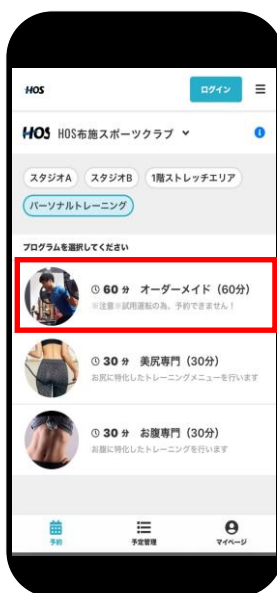 HOS
ログイン
HOS HOS布施スポーツクラブ
スタジオA スタジオB 1階ストレッチエリア
パーソナルトレーニング
プログラムを選択してください
60 分 オーダーメイド（60分）
※注意※試用運転の為、予約できません！
30 分 美尻専門（30分）
お尻に特化したトレーニングメニューを行います
30 分 お腹専門（30分）
お腹に特化したトレーニングを行います
予約 予定管理 マイページ